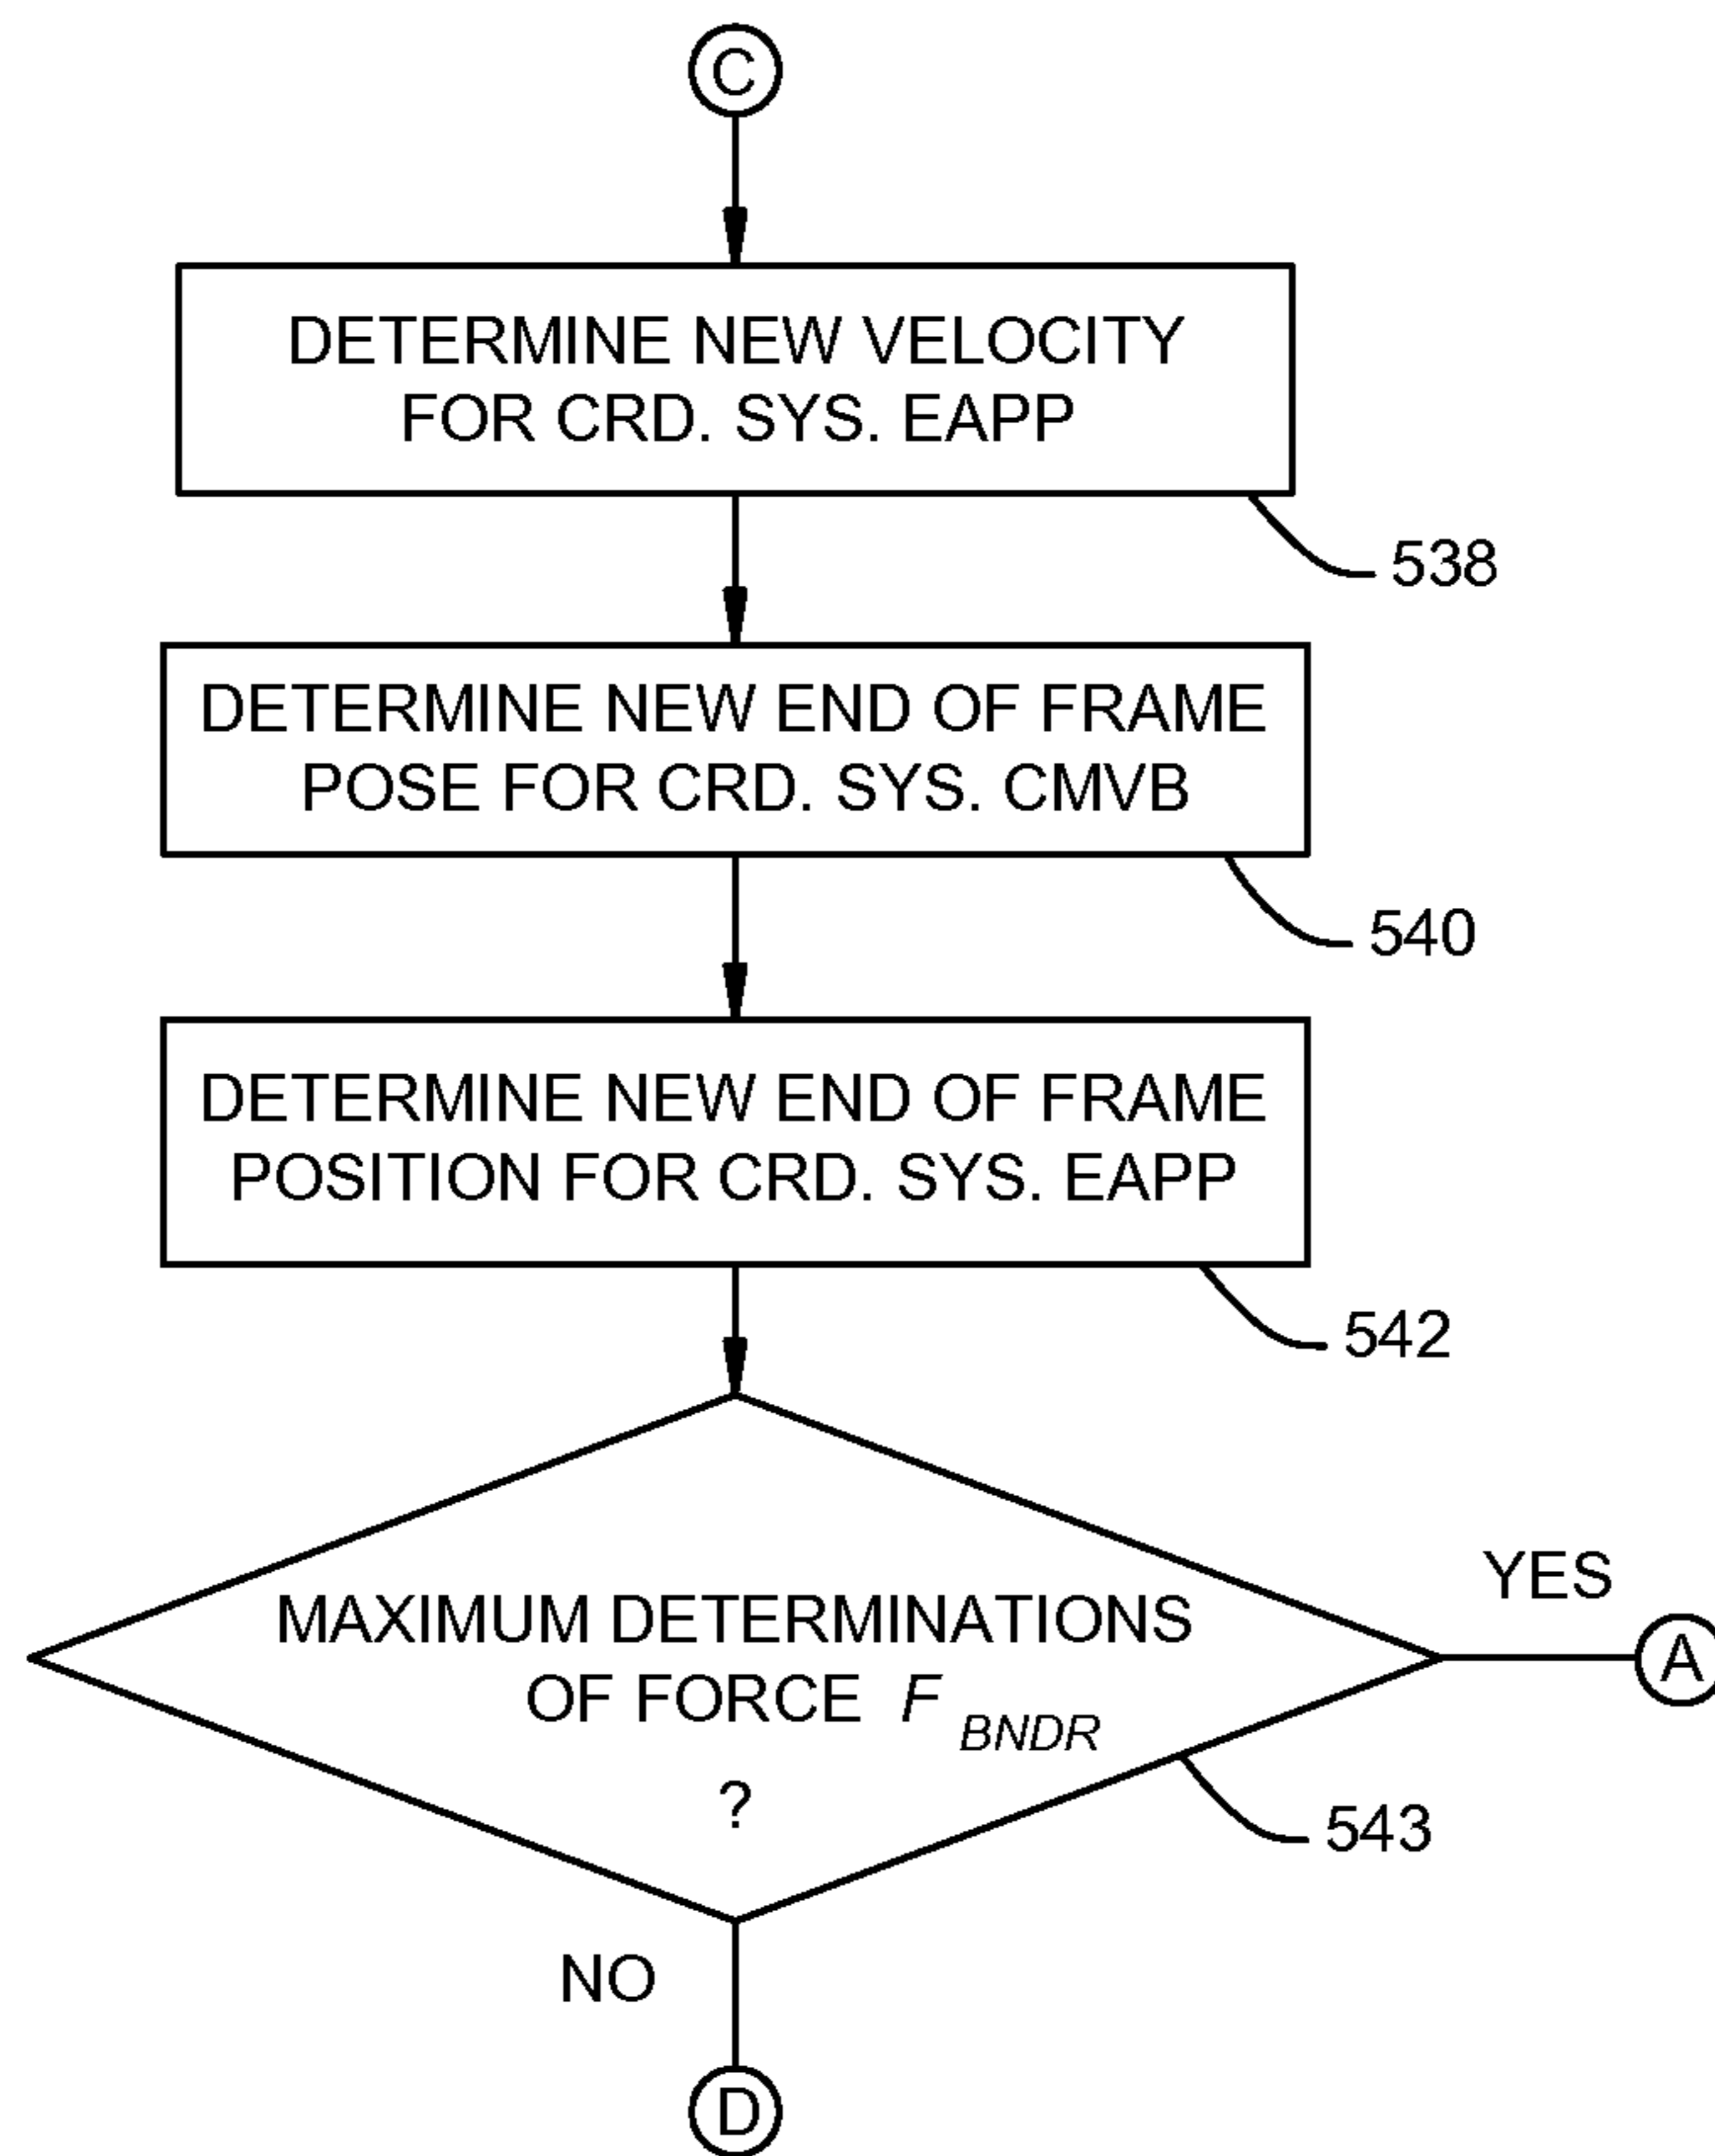 C
DETERMINE NEW VELOCITY
FOR CRD. SYS. EAPP
538
DETERMINE NEW END OF FRAME
POSE FOR CRD. SYS. CMVB
540
DETERMINE NEW END OF FRAME
POSITION FOR CRD. SYS. EAPP
542
MAXIMUM DETERMINATIONS
OF FORCE F BNDR
?
YES
A
543
NO
D